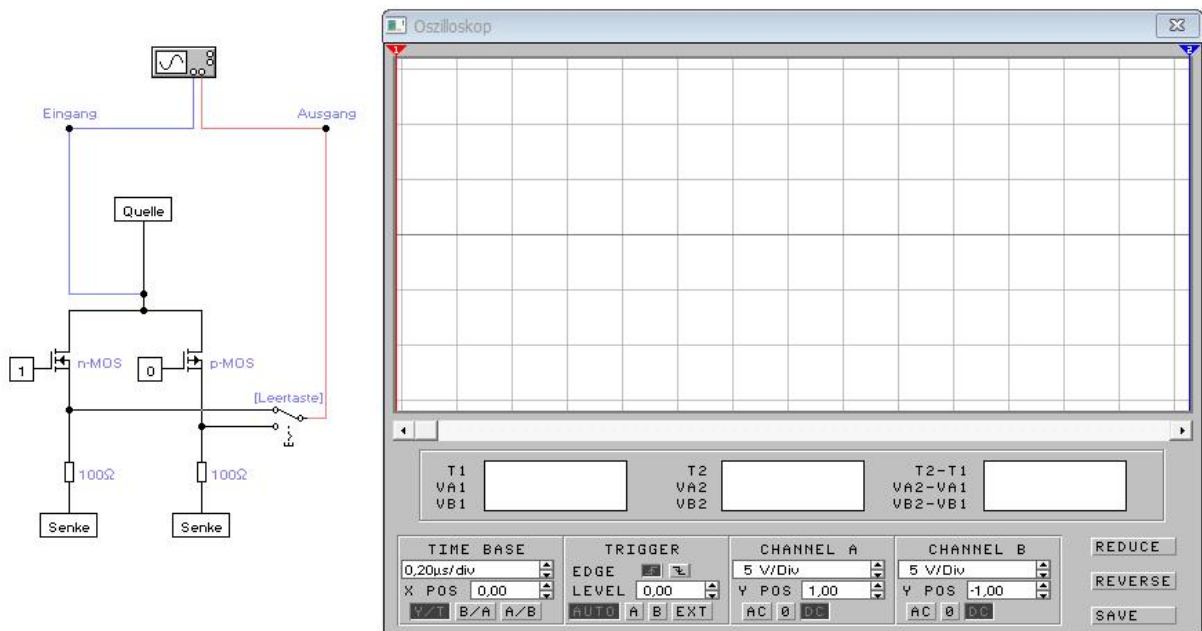 Eingang
Ausgang
Quelle
1
n-MOS
0
p-MOS
[Leertaste]
100Ω
100Ω
Senke
Senke
Oszilloskop
1
2
T1
VA1
VB1
T2
VA2
VB2
T2-T1
VA2-VA1
VB2-VB1
TIME BASE
0,20µs/div
X POS 0,00
Y/T B/A A/B
TRIGGER
EDGE
LEVEL 0,00
AUTO A B EXT
CHANNEL A
5 V/Div
Y POS 1,00
AC 0 DC
CHANNEL B
5 V/Div
Y POS -1,00
AC 0 DC
REDUCE
REVERSE
SAVE